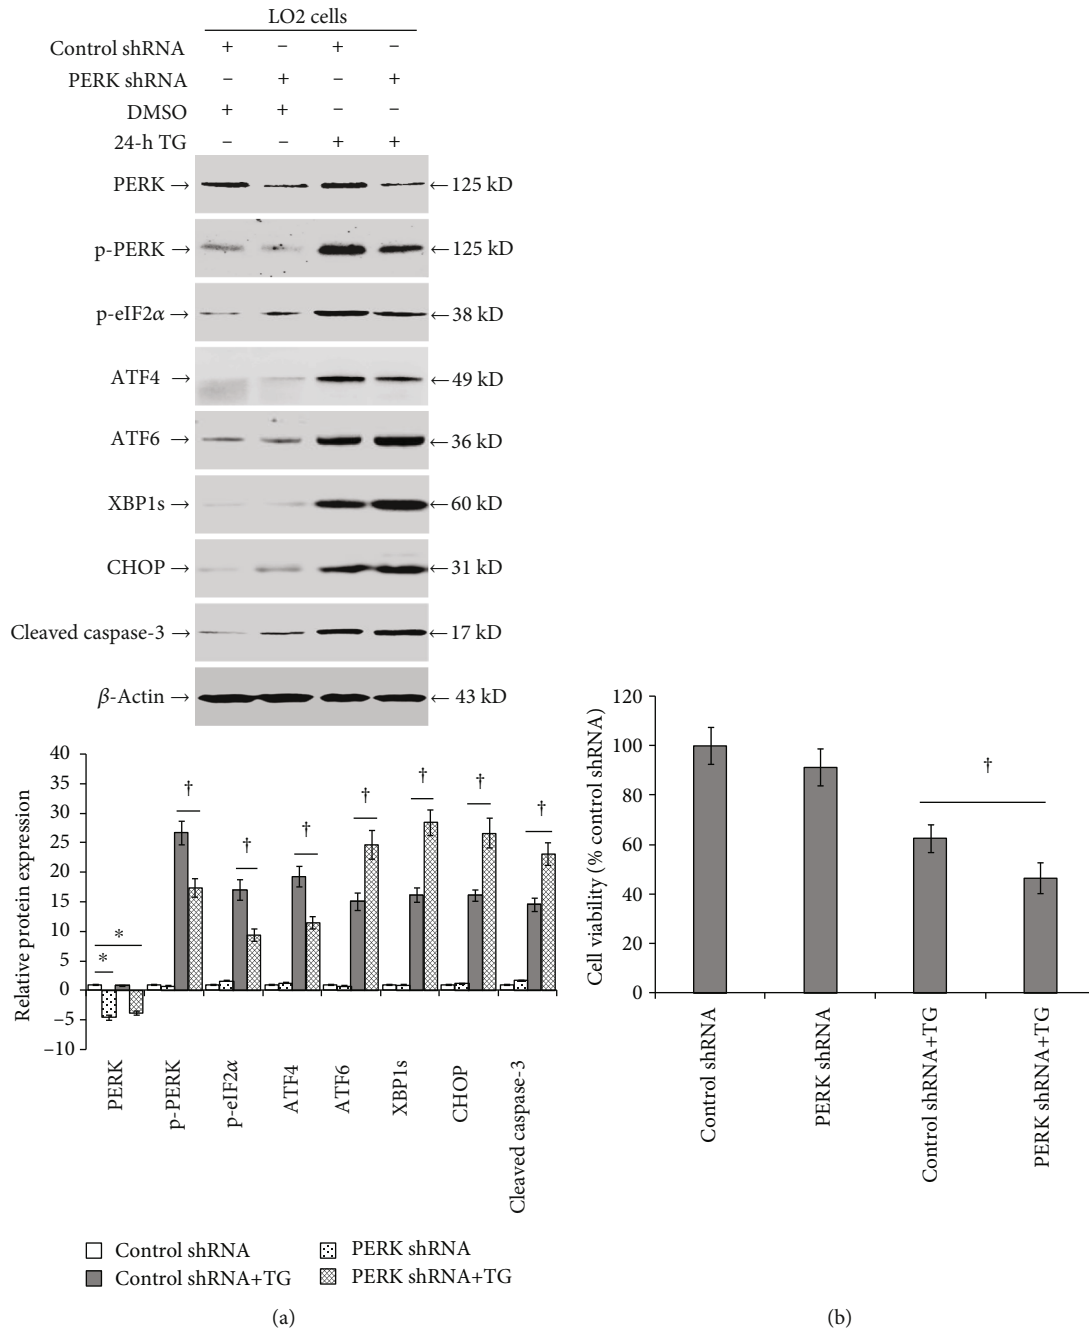 LO2 cells
Control shRNA + – + –
PERK shRNA – + – +
DMSO + + – –
24-h TG – – + +
PERK → ← 125 kD
p-PERK → ← 125 kD
p-eIF2α → ← 38 kD
ATF4 → ← 49 kD
ATF6 → ← 36 kD
XBP1s → ← 60 kD
CHOP → ← 31 kD
Cleaved caspase-3 → ← 17 kD
β-Actin → ← 43 kD
Relative protein expression
40
35
30
25
20
15
10
5
0
–5
–10
* * † † † † † † †
PERK
p-PERK
p-eIF2α
ATF4
ATF6
XBP1s
CHOP
Cleaved caspase-3
Control shRNA
PERK shRNA
Control shRNA+TG
PERK shRNA+TG
(a)
Cell viability (% control shRNA)
120
100
80
60
40
20
0
†
Control shRNA
PERK shRNA
Control shRNA+TG
PERK shRNA+TG
(b)